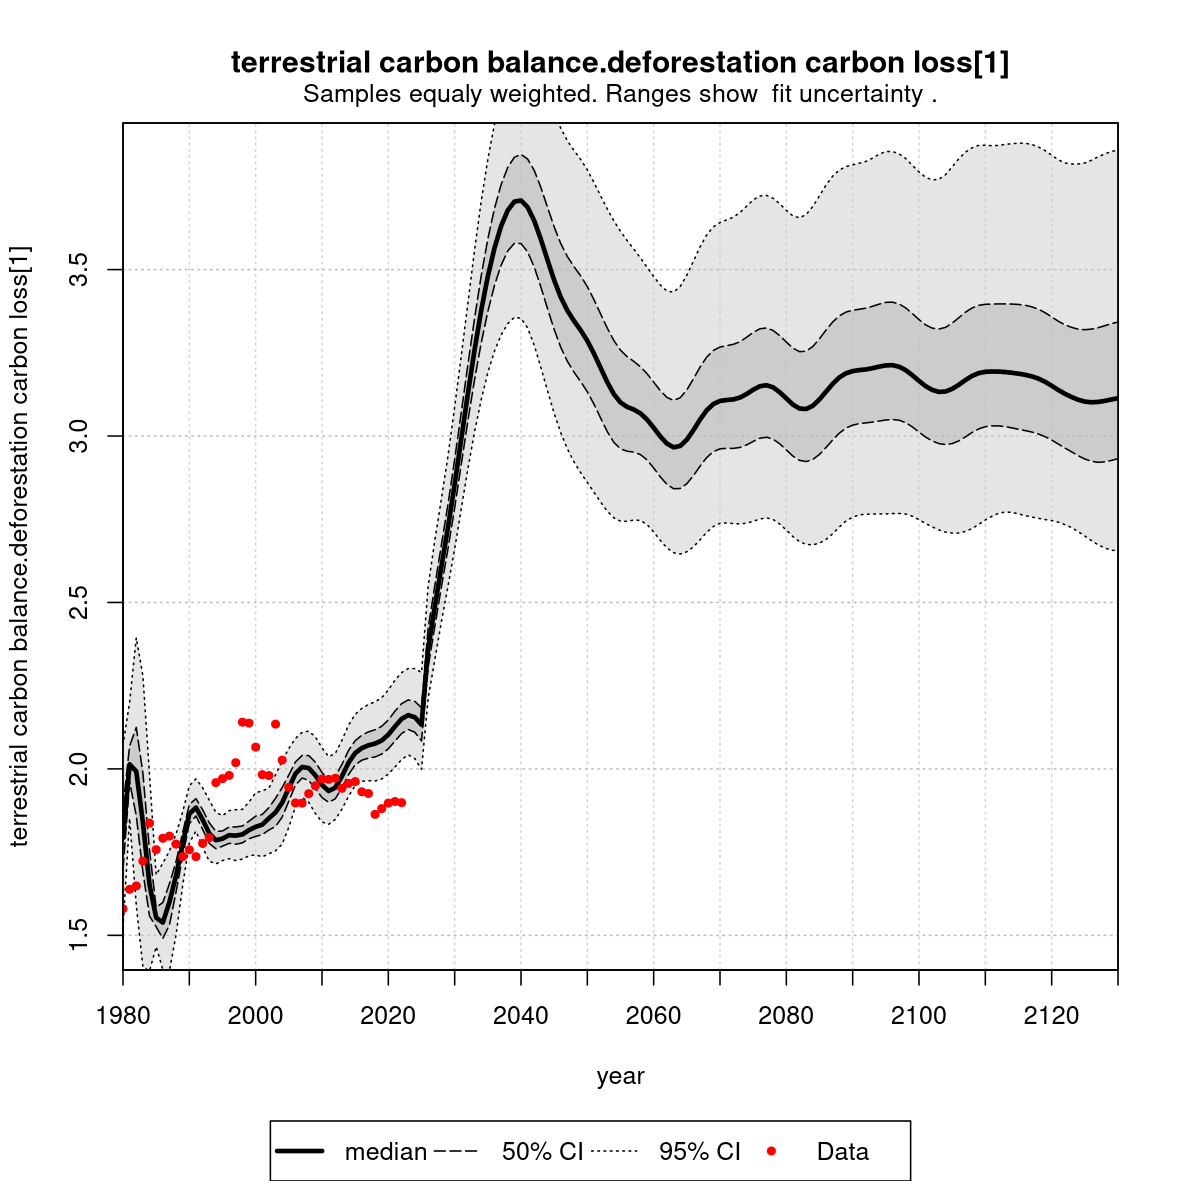 terrestrial carbon balance.deforestation carbon loss[1]
Samples equaly weighted. Ranges show  fit uncertainty .
terrestrial carbon balance.deforestation carbon loss[1]
3.5
3.0
2.5
2.0
1.5
1980 2000 2020 2040 2060 2080 2100 2120
year
median 50% CI 95% CI Data